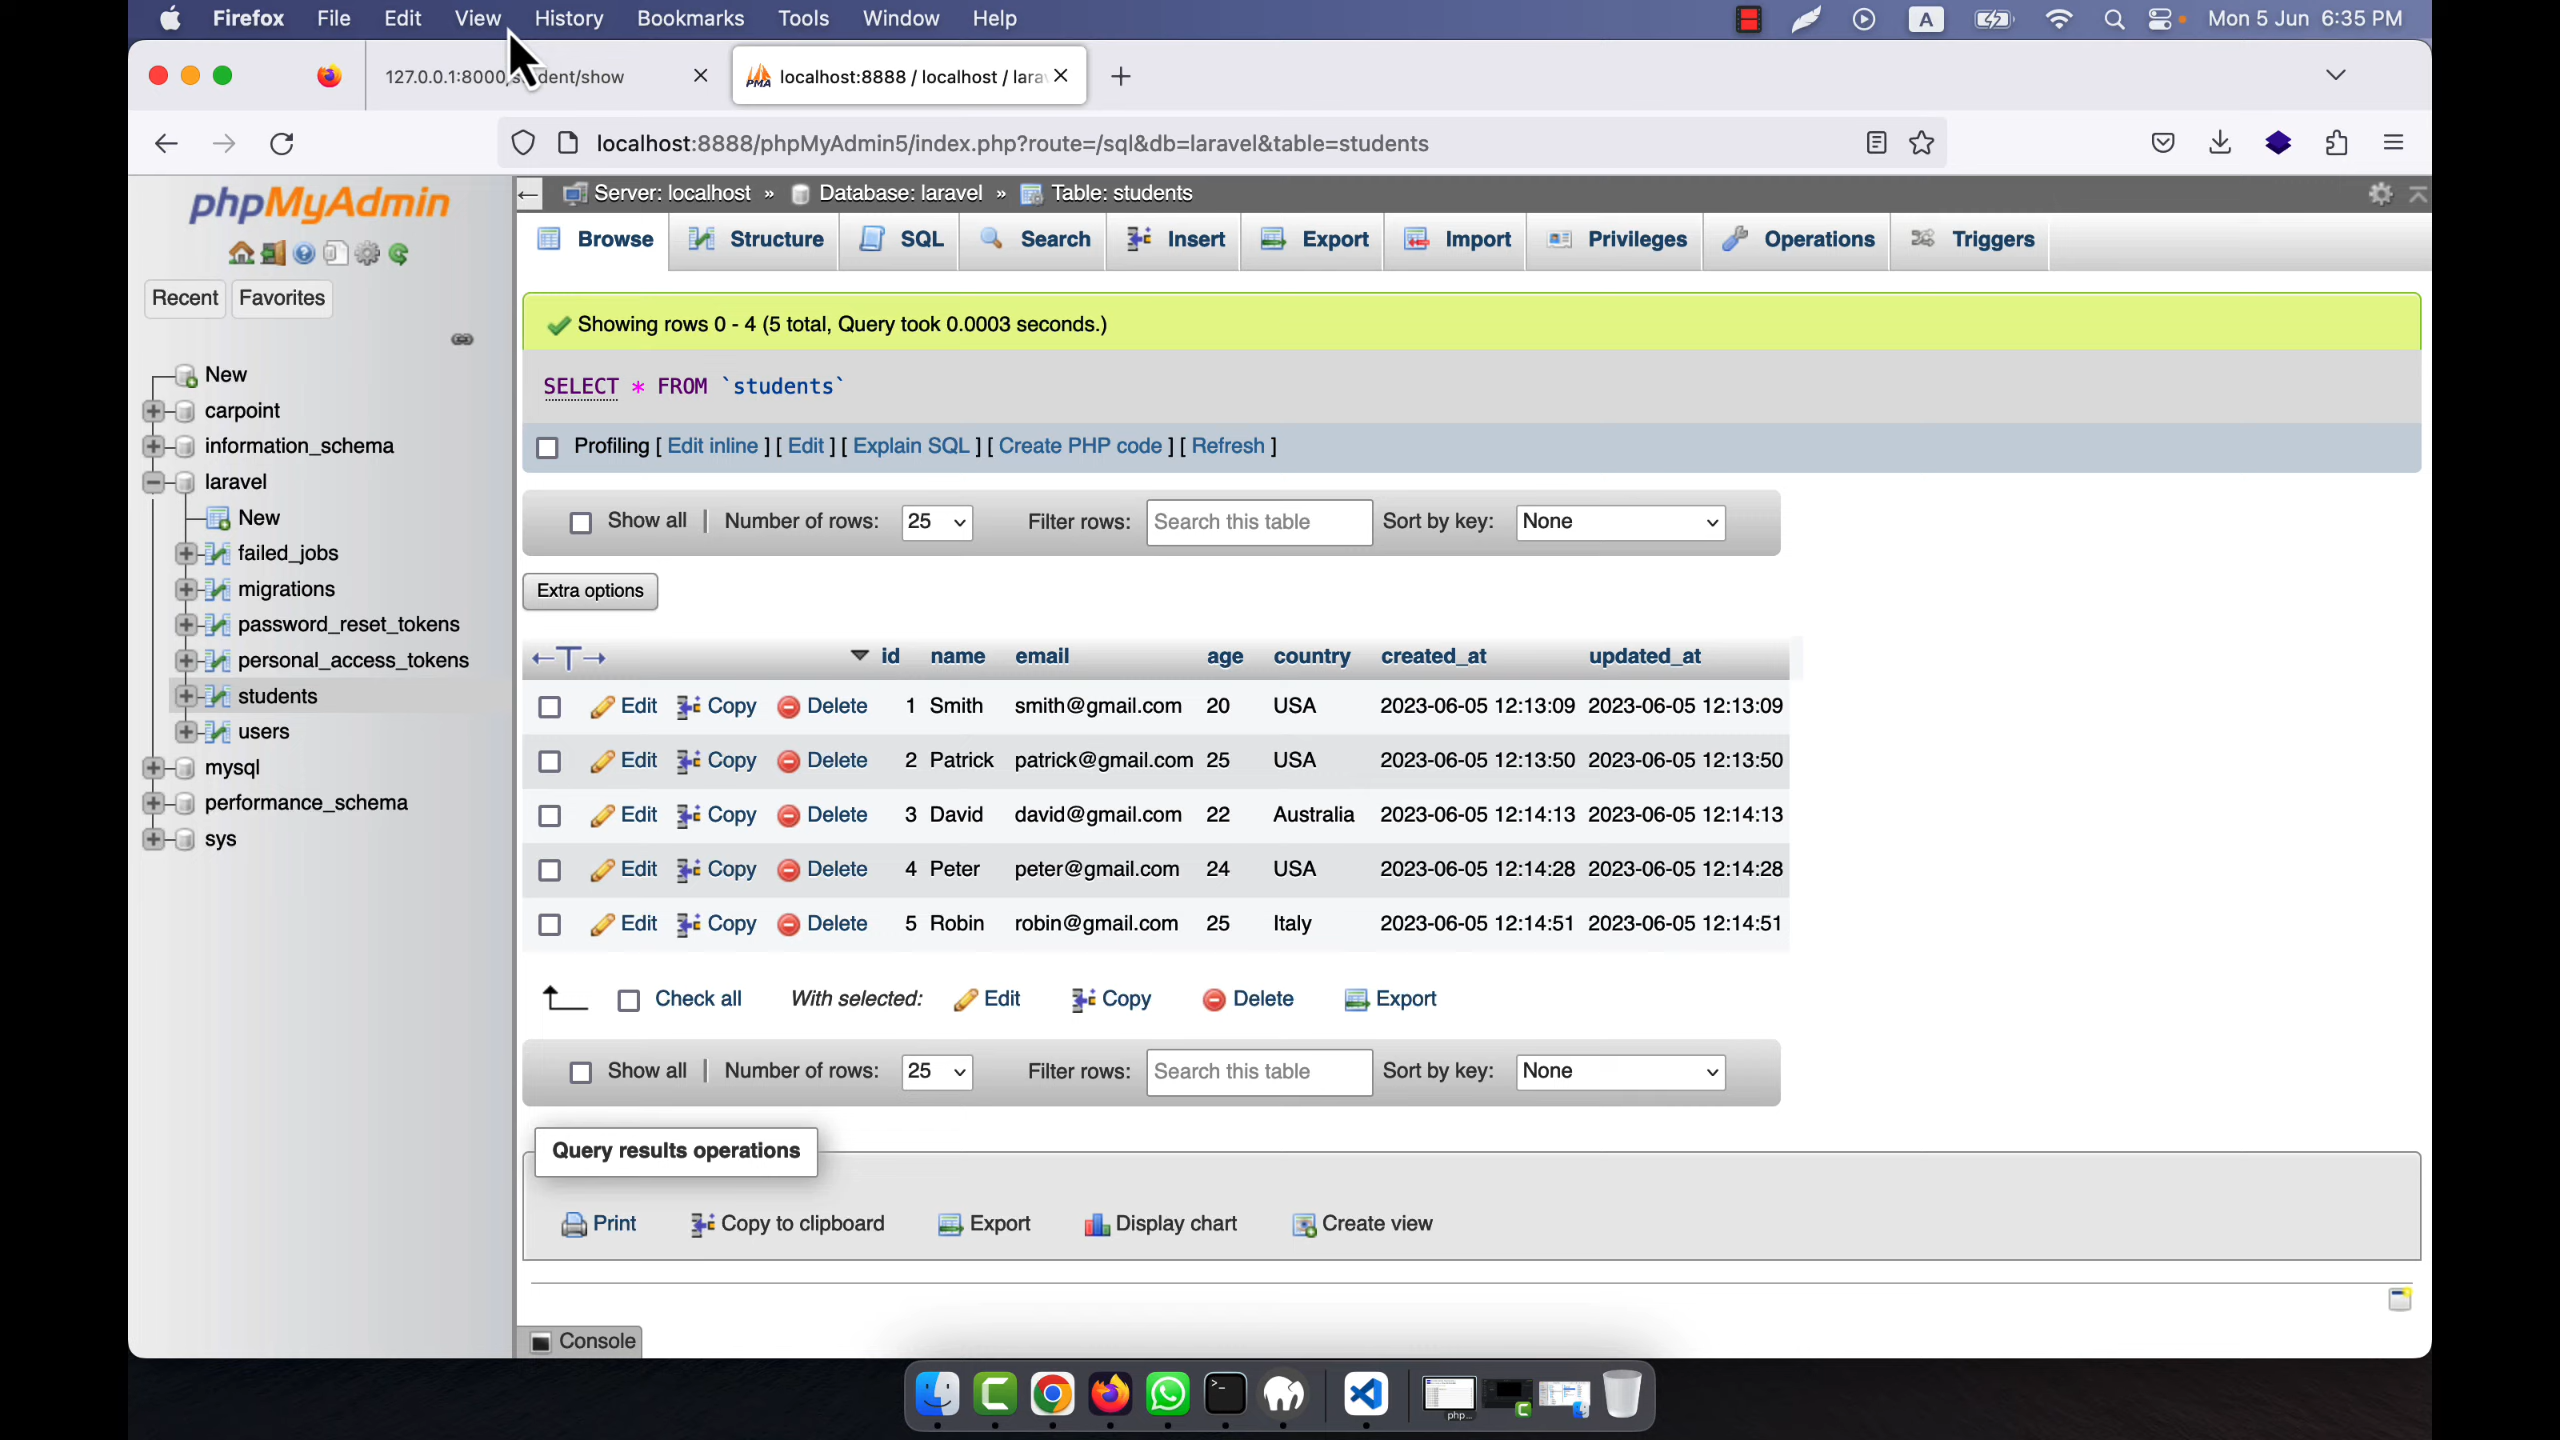 Firefox File Edit View History Bookmarks Tools Window Help A Mon 5 Jun 6:35 PM
127.0.0.1:8000/student/show
PMA localhost:8888 / localhost / lara
localhost:8888/phpMyAdmin5/index.php?route=/sql&db=laravel&table=students
phpMyAdmin
Recent Favorites
New
carpoint
information_schema
laravel
New
failed_jobs
migrations
password_reset_tokens
personal_access_tokens
students
users
mysql
performance_schema
sys
Server: localhost » Database: laravel » Table: students
Browse Structure SQL Search Insert Export Import Privileges Operations Triggers
Showing rows 0 - 4 (5 total, Query took 0.0003 seconds.)
SELECT * FROM `students`
Profiling [ Edit inline ] [ Edit ] [ Explain SQL ] [ Create PHP code ] [ Refresh ]
Show all | Number of rows: 25 Filter rows: Search this table Sort by key: None
Extra options
←T→ id name email age country created_at updated_at
Edit Copy Delete 1 Smith smith@gmail.com 20 USA 2023-06-05 12:13:09 2023-06-05 12:13:09
Edit Copy Delete 2 Patrick patrick@gmail.com 25 USA 2023-06-05 12:13:50 2023-06-05 12:13:50
Edit Copy Delete 3 David david@gmail.com 22 Australia 2023-06-05 12:14:13 2023-06-05 12:14:13
Edit Copy Delete 4 Peter peter@gmail.com 24 USA 2023-06-05 12:14:28 2023-06-05 12:14:28
Edit Copy Delete 5 Robin robin@gmail.com 25 Italy 2023-06-05 12:14:51 2023-06-05 12:14:51
Check all With selected: Edit Copy Delete Export
Show all | Number of rows: 25 Filter rows: Search this table Sort by key: None
Query results operations
Print Copy to clipboard Export Display chart Create view
Console
php...